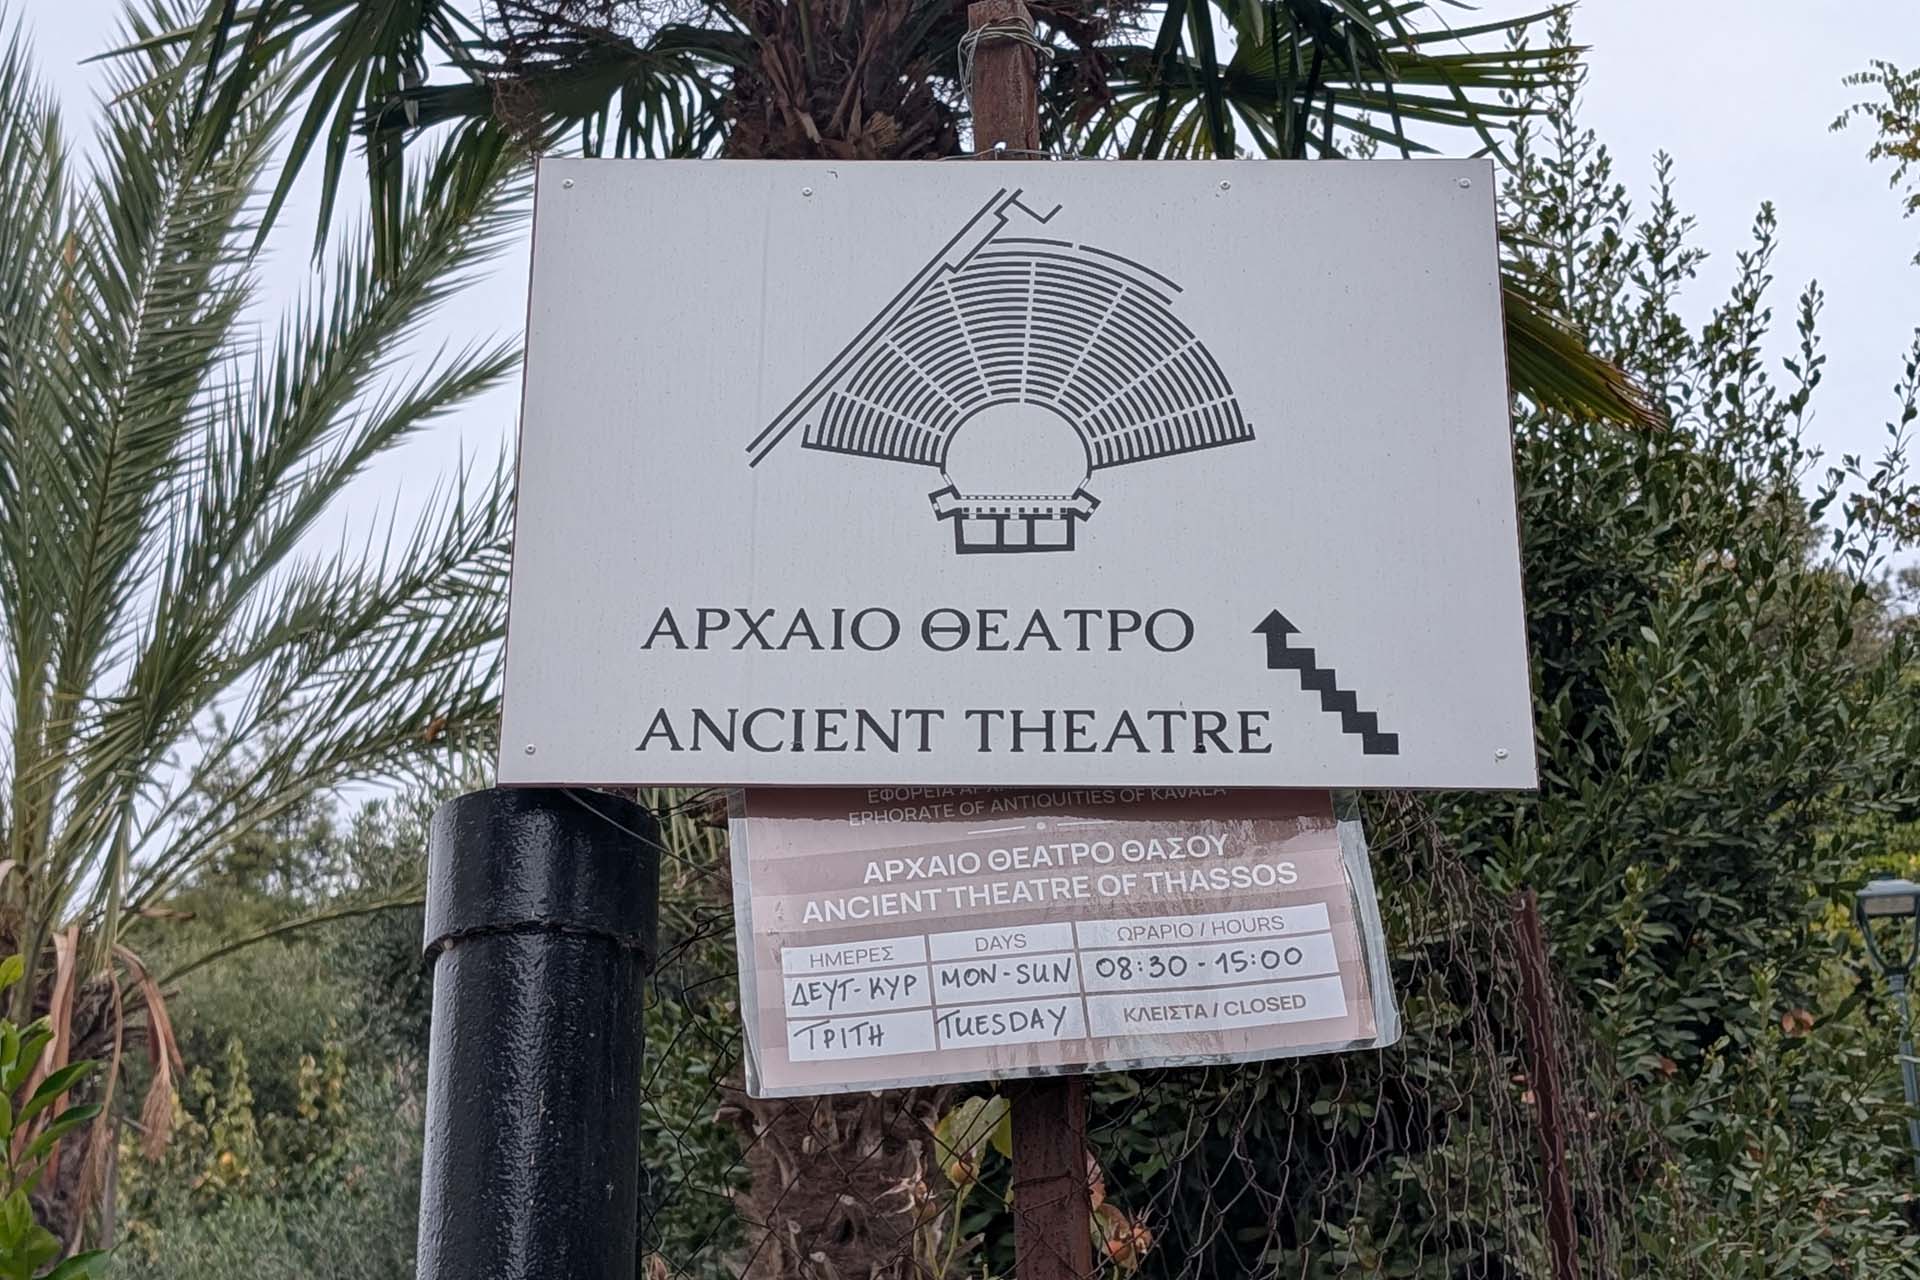 ΑΡΧΑΙΟ ΘΕΑΤΡΟ
ANCIENT THEATRE
ΕΦΟΡΕΙΑ
EPHORATE OF ANTIQUITIES OF KAVALA
ΑΡΧΑΙΟ ΘΕΑΤΡΟ ΘΑΣΟΥ
ANCIENT THEATRE OF THASSOS
ΗΜΕΡΕΣ DAYS ΩΡΑΡΙΟ / HOURS
ΔΕΥΤ-ΚΥΡ MON-SUN 08:30 - 15:00
ΤΡΙΤΗ TUESDAY ΚΛΕΙΣΤΑ / CLOSED